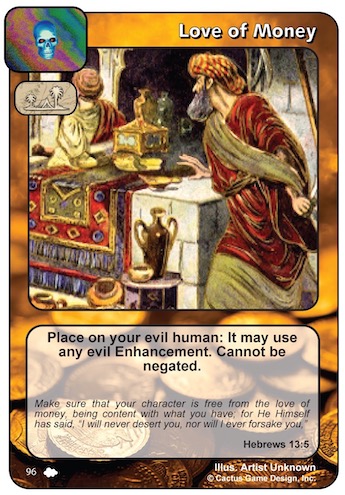 Love of Money
Place on your evil human: It may use
any evil Enhancement. Cannot be
negated.
Make sure that your character is free from the love of
money, being content with what you have; for He Himself
has said, "I will never desert you, nor will I ever forsake you,"
Hebrews 13:5
96
Illus. Artist Unknown
© Cactus Game Design, Inc.